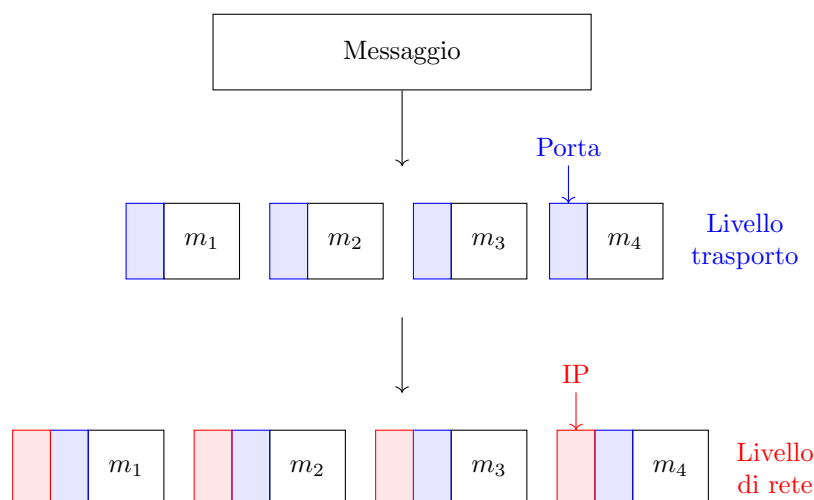 Messaggio
Porta
m1 m2 m3 m4
Livello
trasporto
IP
m1 m2 m3 m4
Livello
di rete